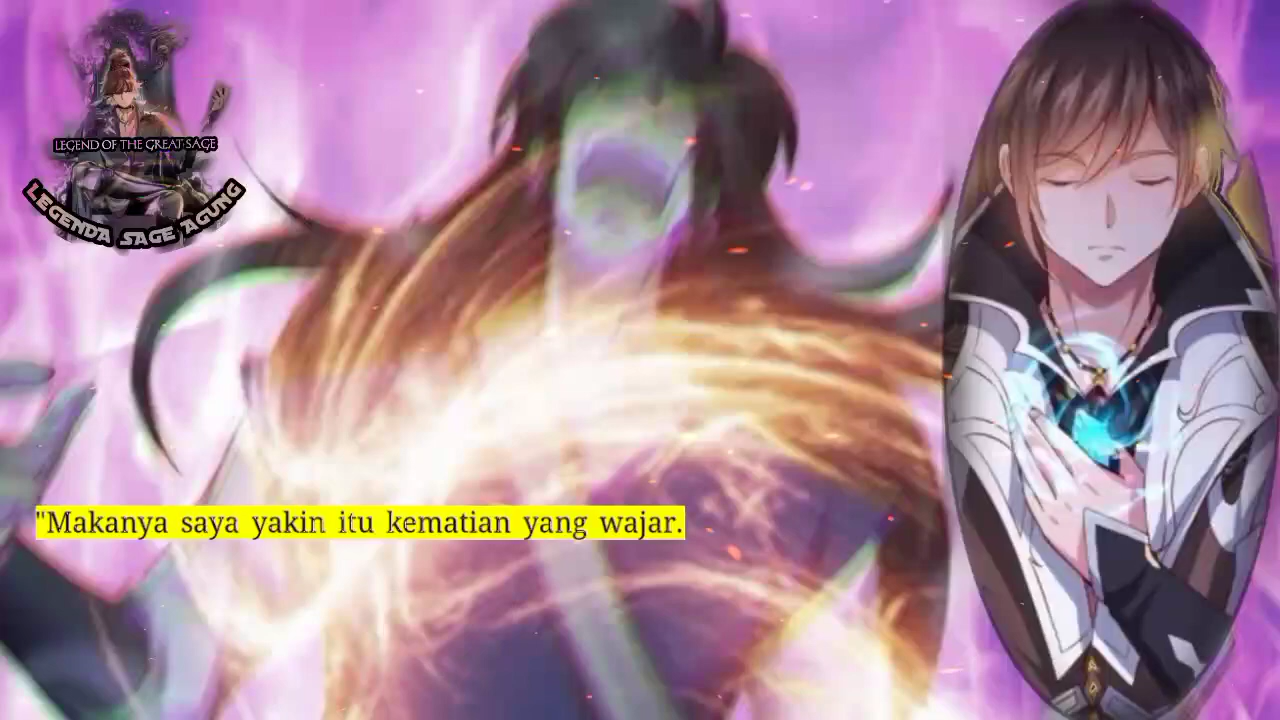 LEGEND OF THE GREAT SAGE
LEGENDA SAGE AGUNG
"Makanya saya yakin itu kematian yang wajar.